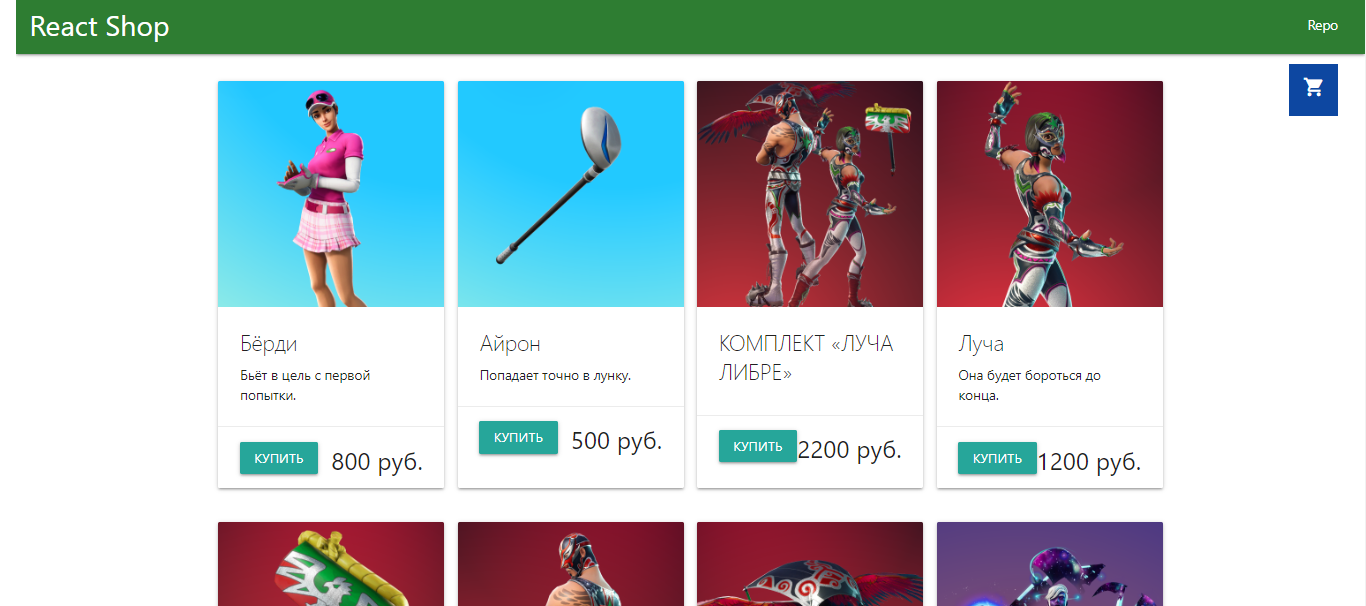 React Shop
Repo
Бёрди
Бьёт в цель с первой
попытки.
КУПИТЬ
800 руб.
Айрон
Попадает точно в лунку.
КУПИТЬ
500 руб.
КОМПЛЕКТ «ЛУЧА
ЛИБРЕ»
КУПИТЬ
2200 руб.
Луча
Она будет бороться до
конца.
КУПИТЬ
1200 руб.